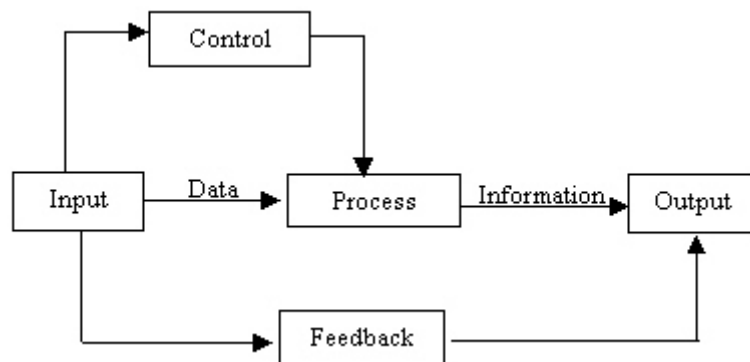 Control
Input
Data
Process
Information
Output
Feedback